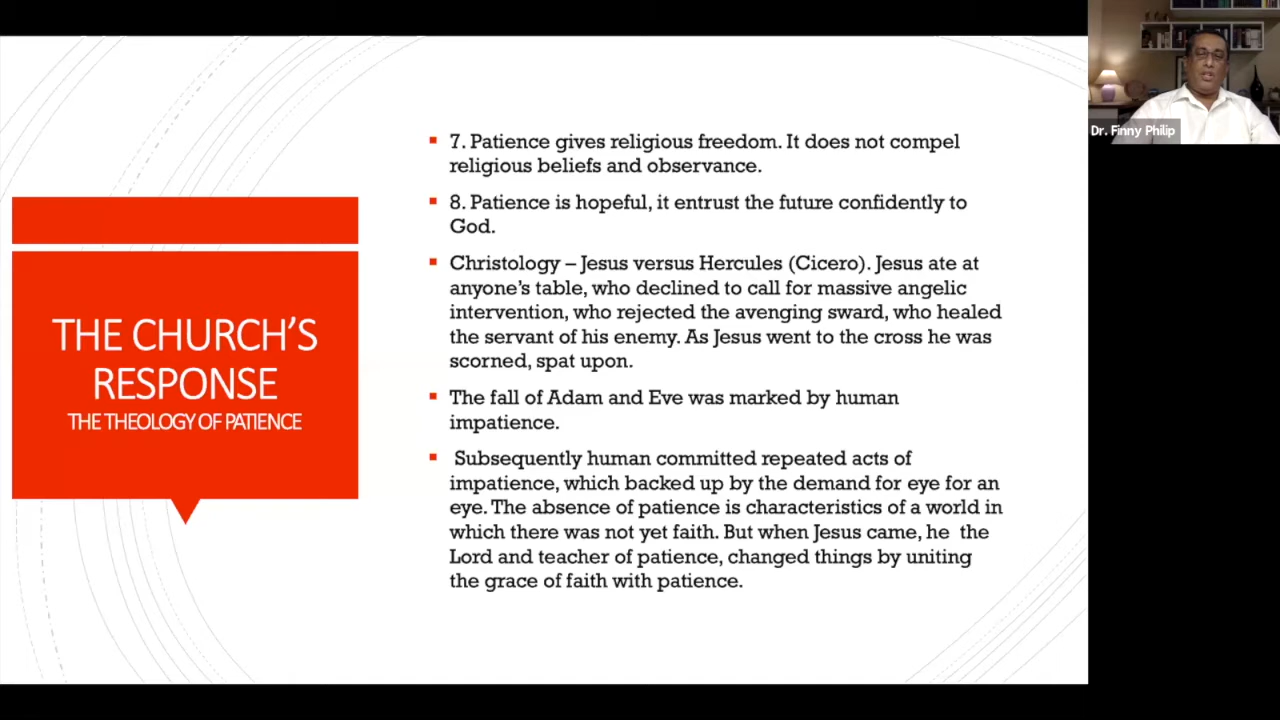 THE CHURCH'S
RESPONSE
THE THEOLOGY OF PATIENCE
7. Patience gives religious freedom. It does not compel
religious beliefs and observance.
8. Patience is hopeful, it entrust the future confidently to
God.
Christology – Jesus versus Hercules (Cicero). Jesus ate at
anyone's table, who declined to call for massive angelic
intervention, who rejected the avenging sward, who healed
the servant of his enemy. As Jesus went to the cross he was
scorned, spat upon.
The fall of Adam and Eve was marked by human
impatience.
Subsequently human committed repeated acts of
impatience, which backed up by the demand for eye for an
eye. The absence of patience is characteristics of a world in
which there was not yet faith. But when Jesus came, he the
Lord and teacher of patience, changed things by uniting
the grace of faith with patience.
Dr. Finny Philip